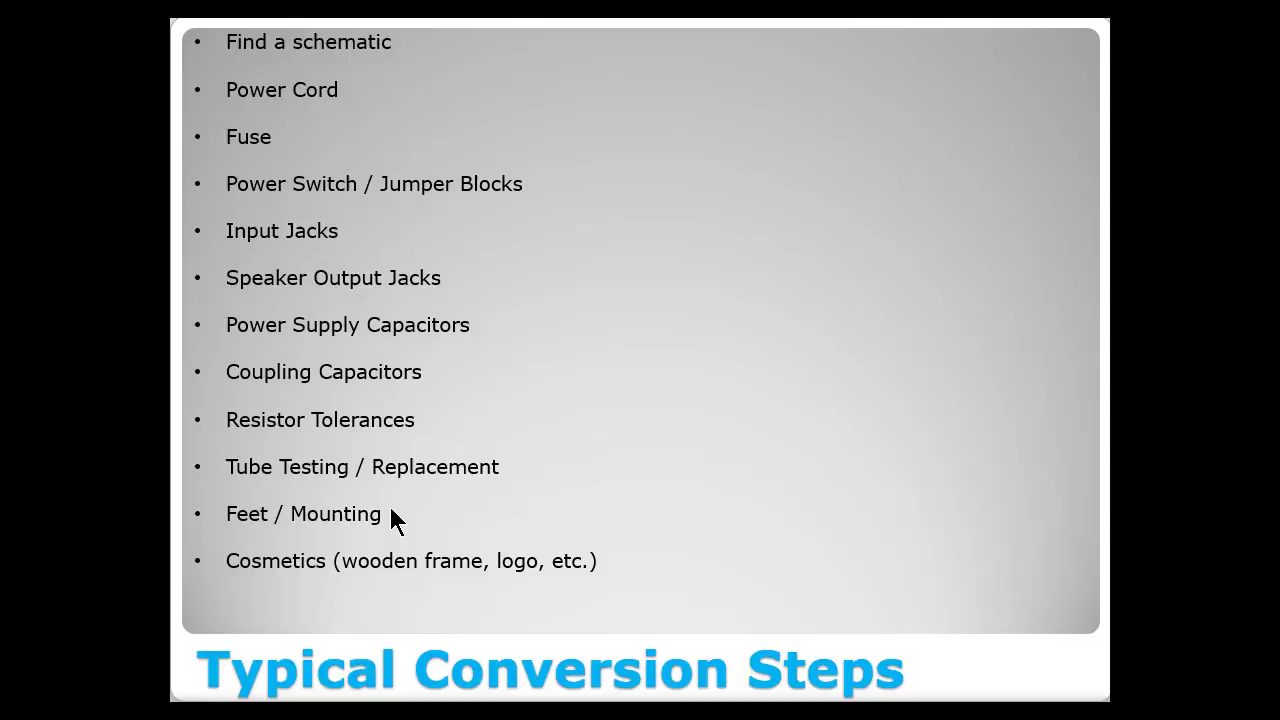 • Find a schematic
• Power Cord
• Fuse
• Power Switch / Jumper Blocks
• Input Jacks
• Speaker Output Jacks
• Power Supply Capacitors
• Coupling Capacitors
• Resistor Tolerances
• Tube Testing / Replacement
• Feet / Mounting
• Cosmetics (wooden frame, logo, etc.)
Typical Conversion Steps